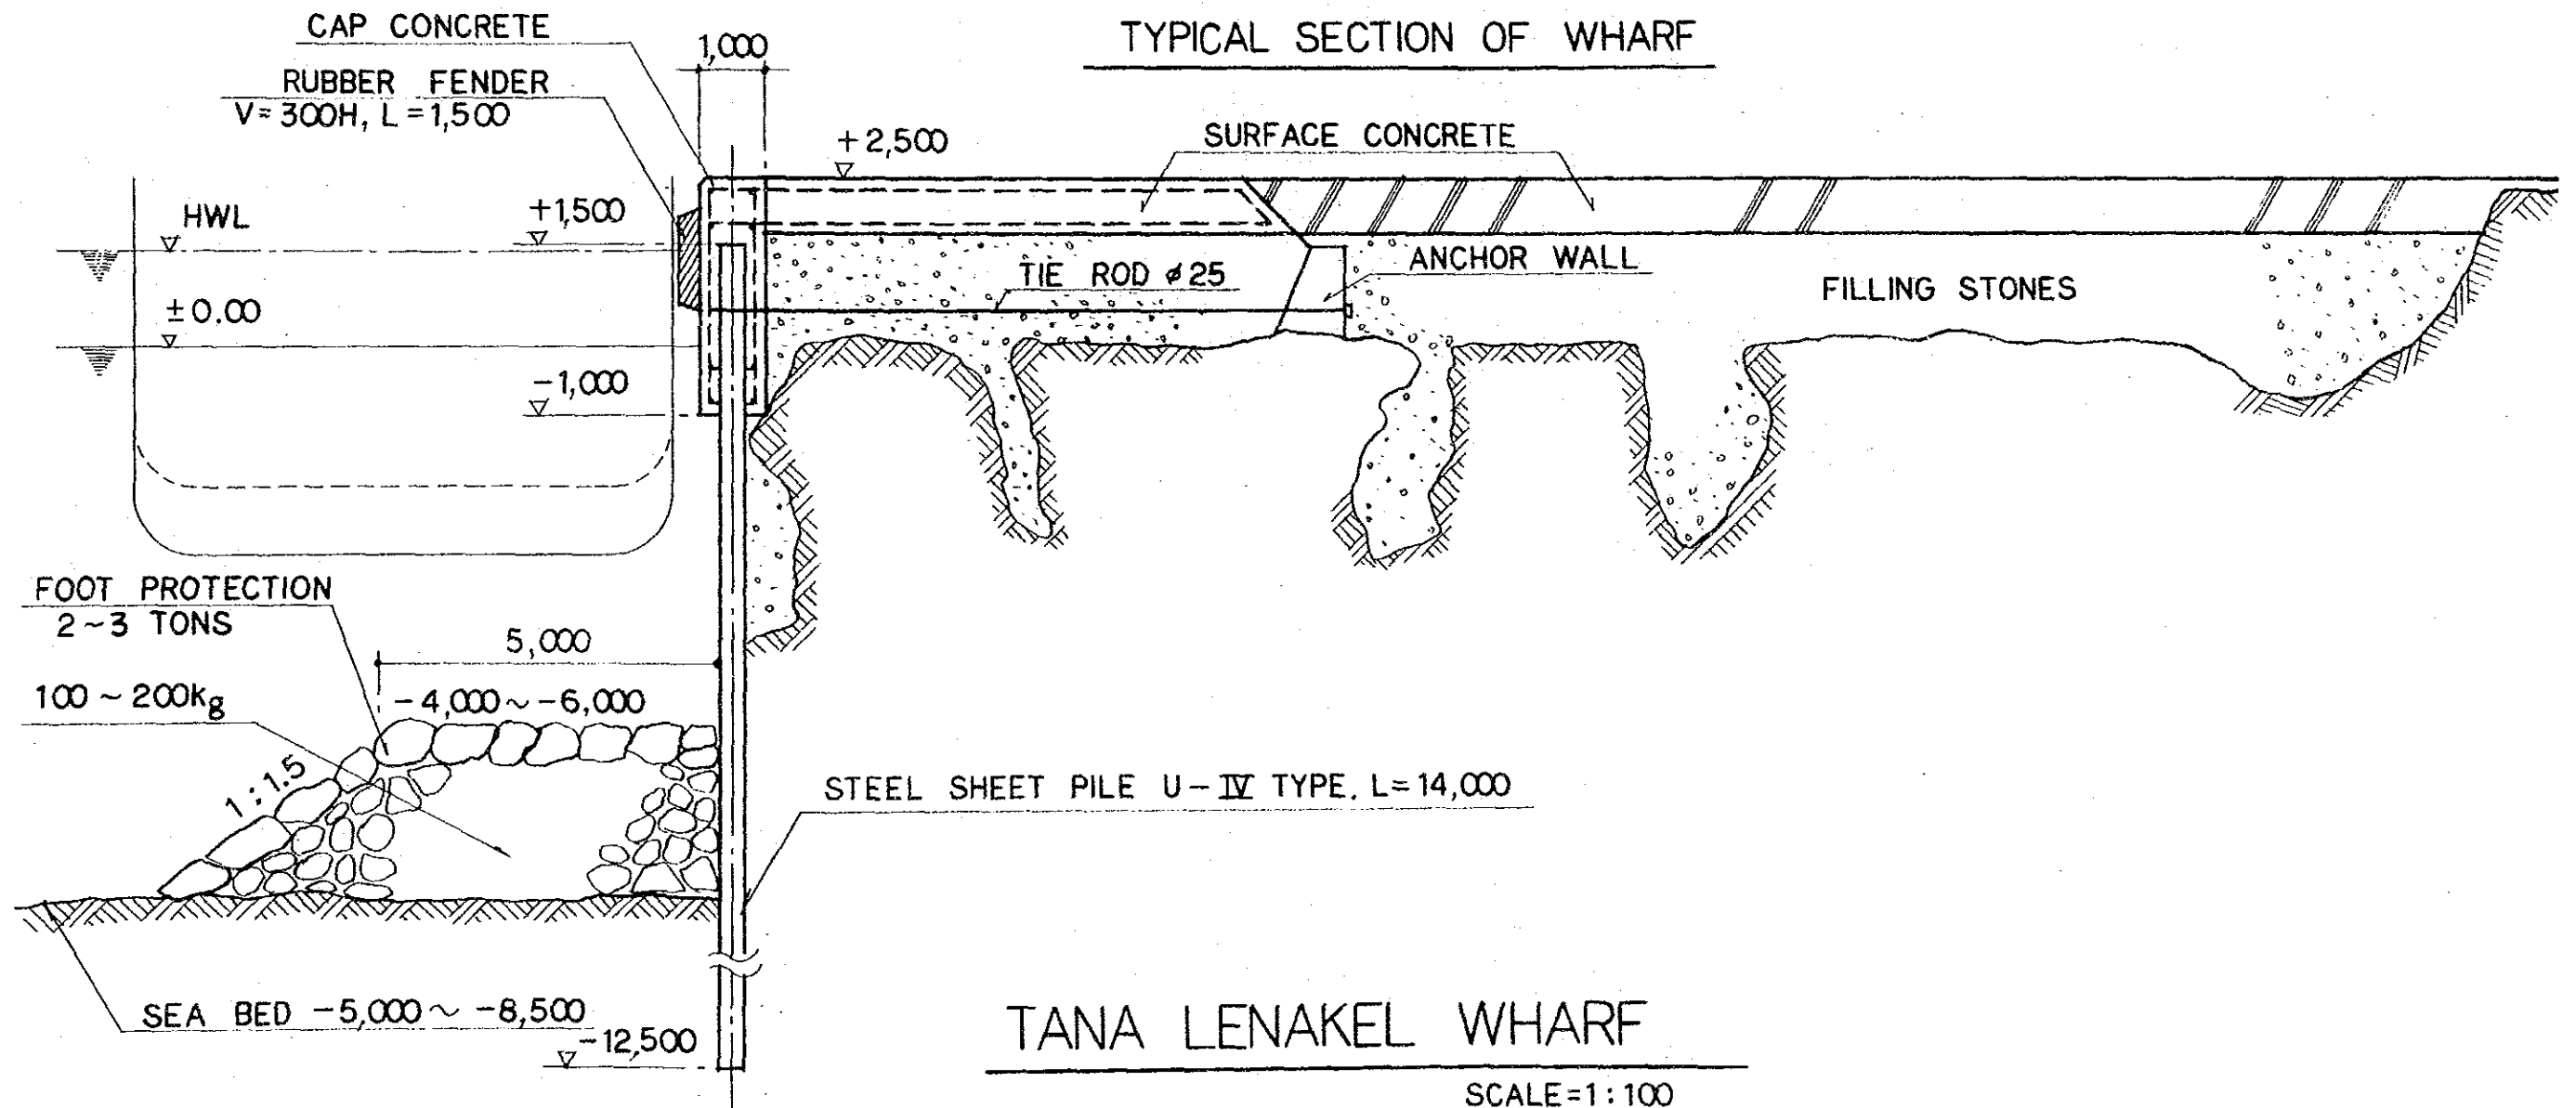 CAP CONCRETE
1,000
TYPICAL SECTION OF WHARF
RUBBER FENDER
V=300H, L=1,500
+2,500
SURFACE CONCRETE
HWL
+1,500
ANCHOR WALL
TIE ROD ø25
FILLING STONES
±0.00
-1,000
FOOT PROTECTION
2~3 TONS
5,000
100~200kg
-4,000~-6,000
1:1.5
STEEL SHEET PILE U-IV TYPE. L=14,000
SEA BED -5,000~ -8,500
-12,500
TANA LENAKEL WHARF
SCALE=1:100